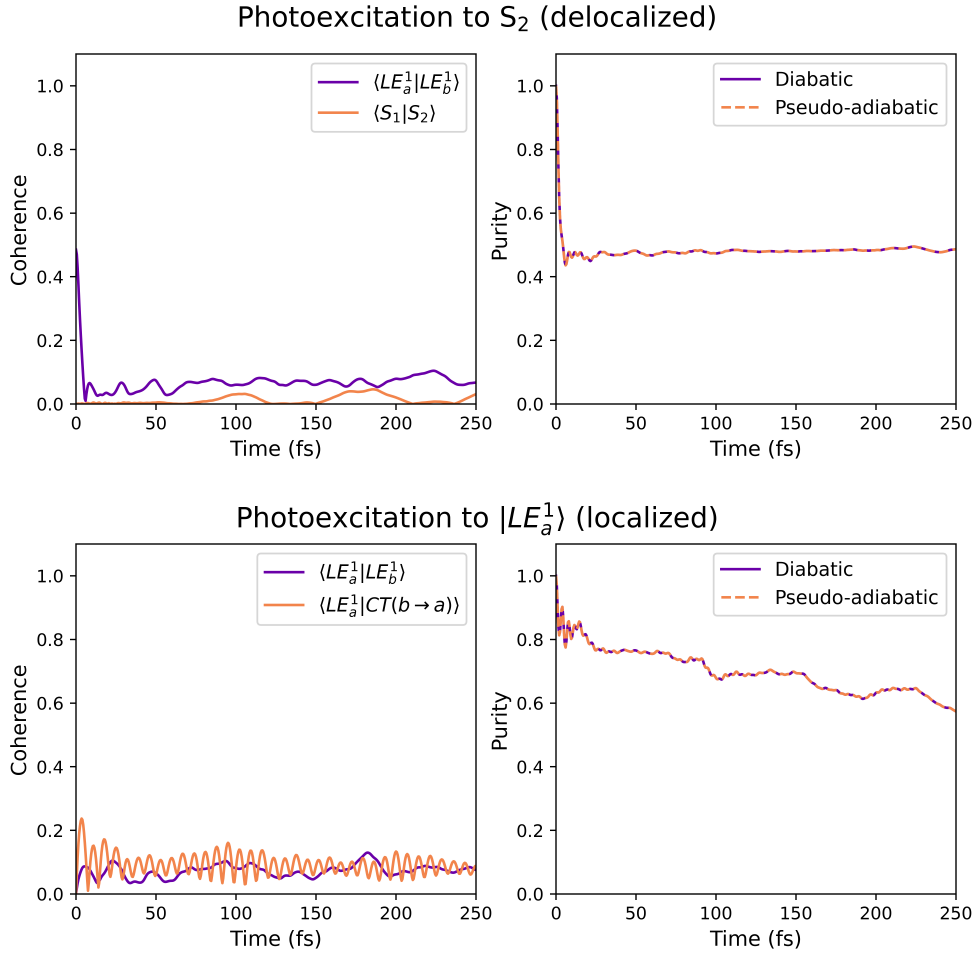 Photoexcitation to S₂ (delocalized)
1.0
0.8
0.6
0.4
0.2
0.0
Coherence
⟨LE¹ₐ|LE¹_b⟩
⟨S₁|S₂⟩
0 50 100 150 200 250
Time (fs)
1.0
0.8
0.6
0.4
0.2
0.0
Purity
Diabatic
Pseudo-adiabatic
0 50 100 150 200 250
Time (fs)
Photoexcitation to |LE¹ₐ⟩ (localized)
1.0
0.8
0.6
0.4
0.2
0.0
Coherence
⟨LE¹ₐ|LE¹_b⟩
⟨LE¹ₐ|CT(b → a)⟩
0 50 100 150 200 250
Time (fs)
1.0
0.8
0.6
0.4
0.2
0.0
Purity
Diabatic
Pseudo-adiabatic
0 50 100 150 200 250
Time (fs)